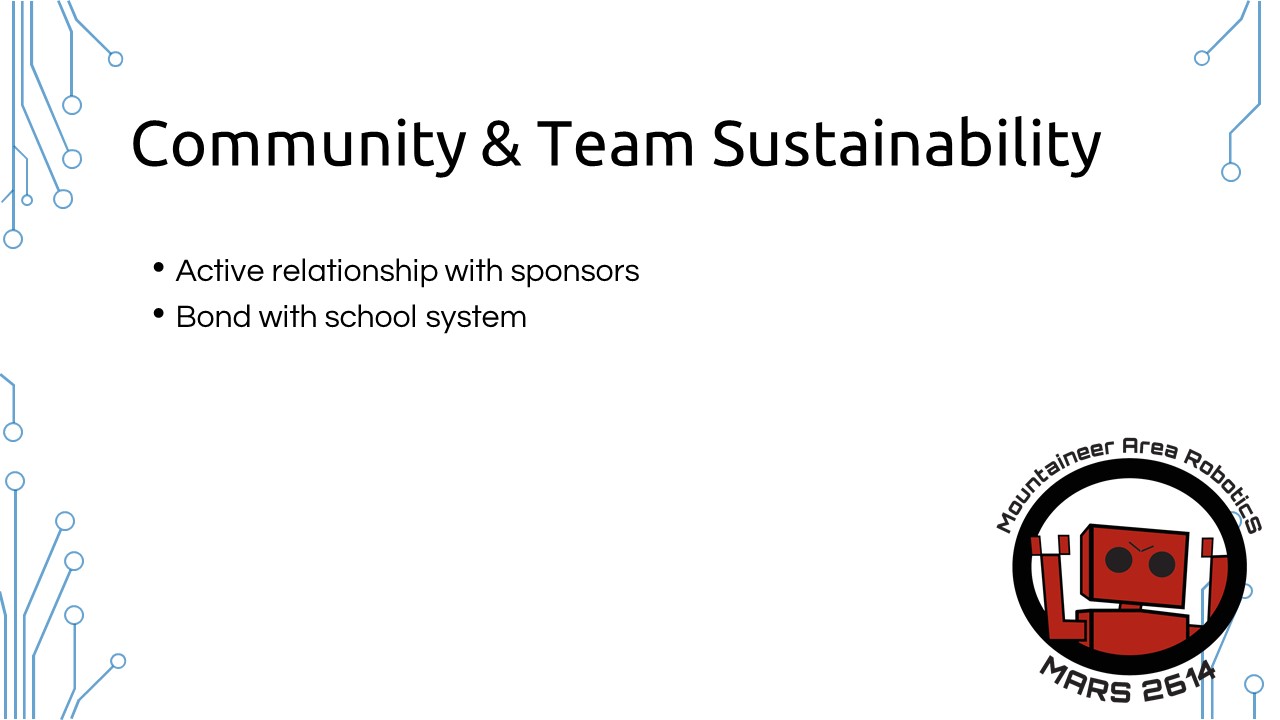 Community & Team Sustainability
• Active relationship with sponsors
• Bond with school system
Mountaineer Area Robotics
MARS 2614